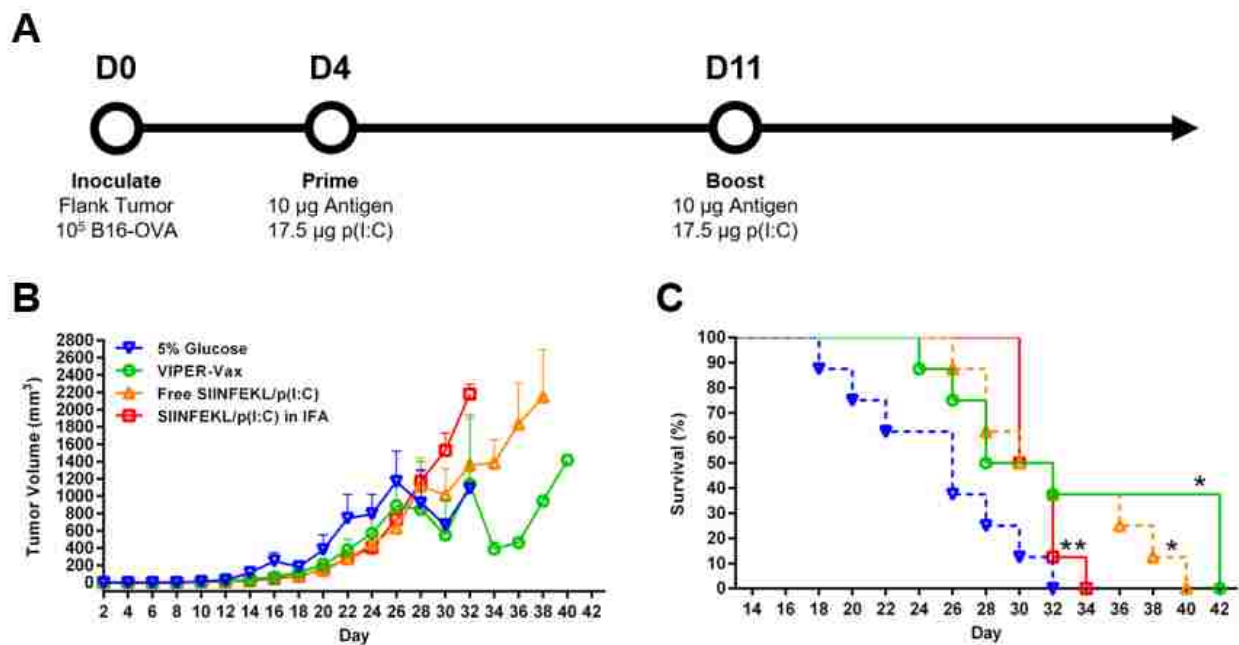 A
D0 D4 D11
Inoculate Prime Boost
Flank Tumor 10 µg Antigen 10 µg Antigen
10⁵ B16-OVA 17.5 µg p(I:C) 17.5 µg p(I:C)
B
2800
2600
2400
2200
2000
1800
1600
1400
1200
1000
800
600
400
200
0
Tumor Volume (mm³)
5% Glucose
VIPER-Vax
Free SIINFEKL/p(I:C)
SIINFEKL/p(I:C) in IFA
2 4 6 8 10 12 14 16 18 20 22 24 26 28 30 32 34 36 38 40 42
Day
C
100
90
80
70
60
50
40
30
20
10
0
Survival (%)
*
**
*
14 16 18 20 22 24 26 28 30 32 34 36 38 40 42
Day